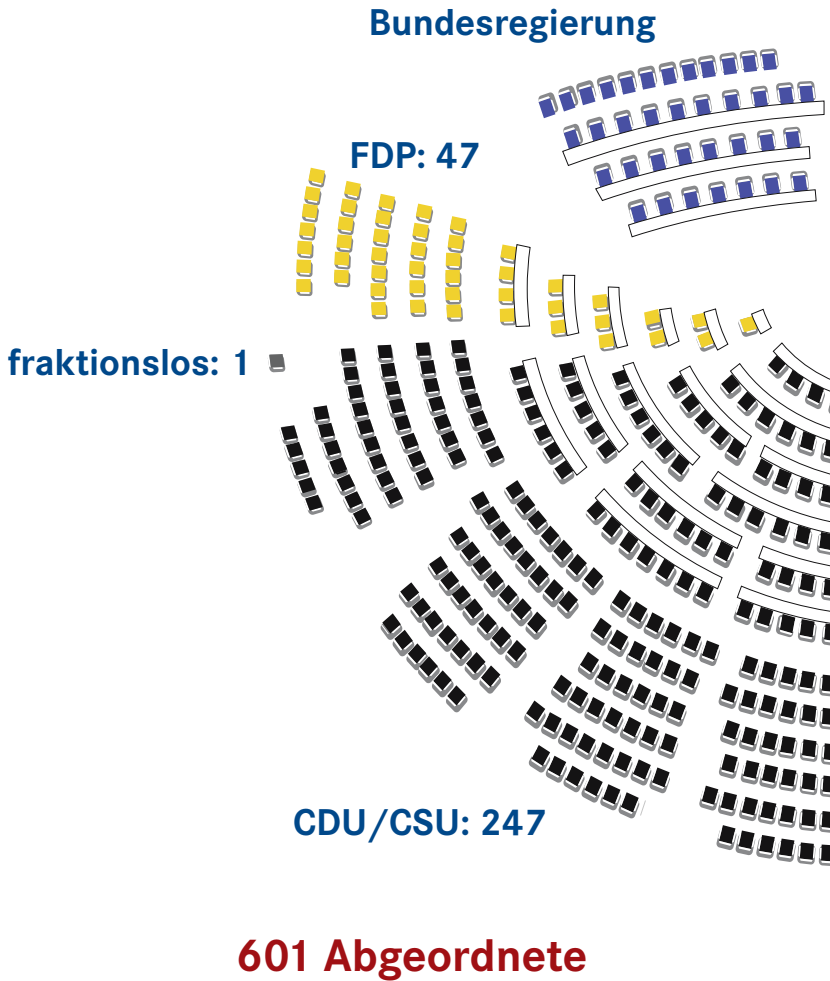 Bundesregierung
FDP: 47
fraktionslos: 1
CDU/CSU: 247
601 Abgeordnete